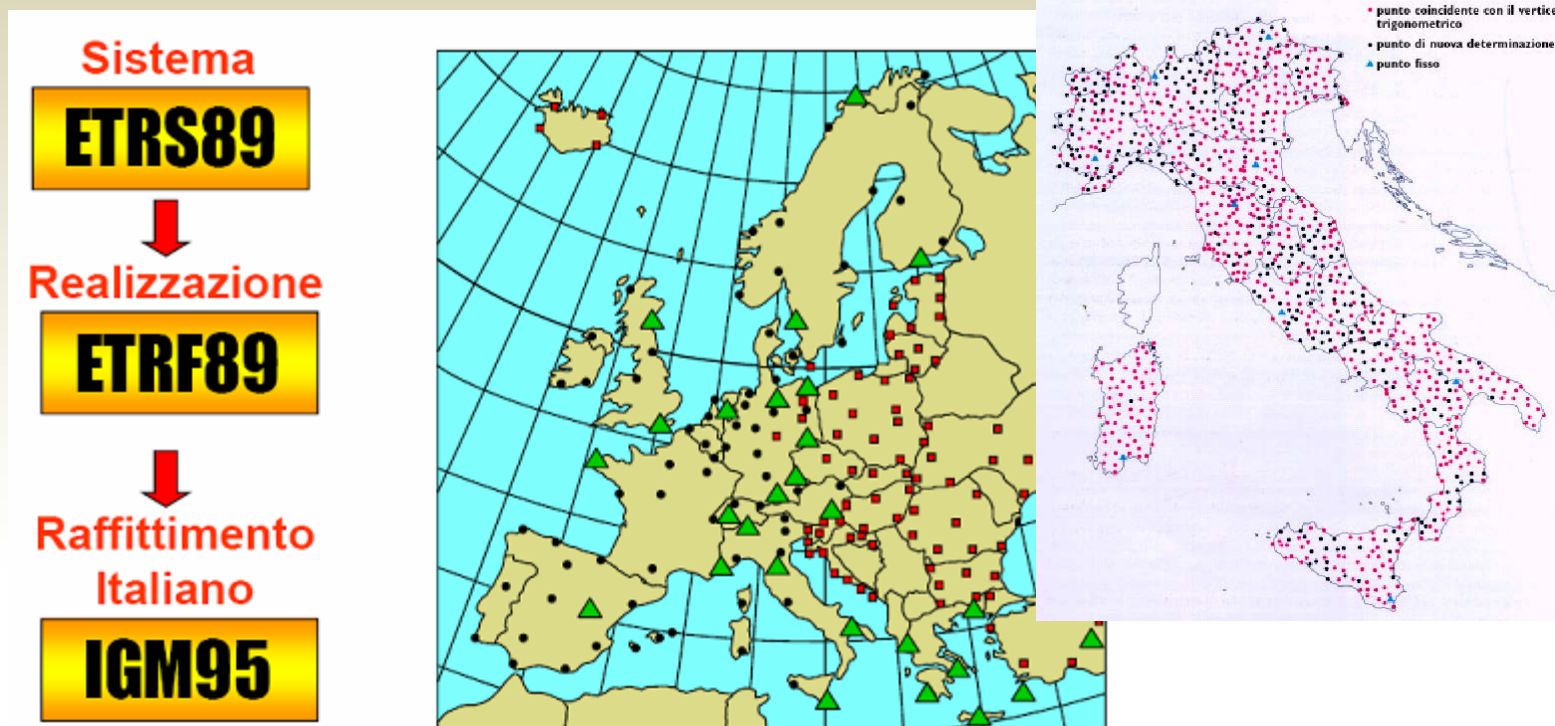 Sistema
ETRS89
Realizzazione
ETRF89
Raffittimento
Italiano
IGM95
punto coincidente con il vertice
trigonometrico
punto di nuova determinazione
punto fisso